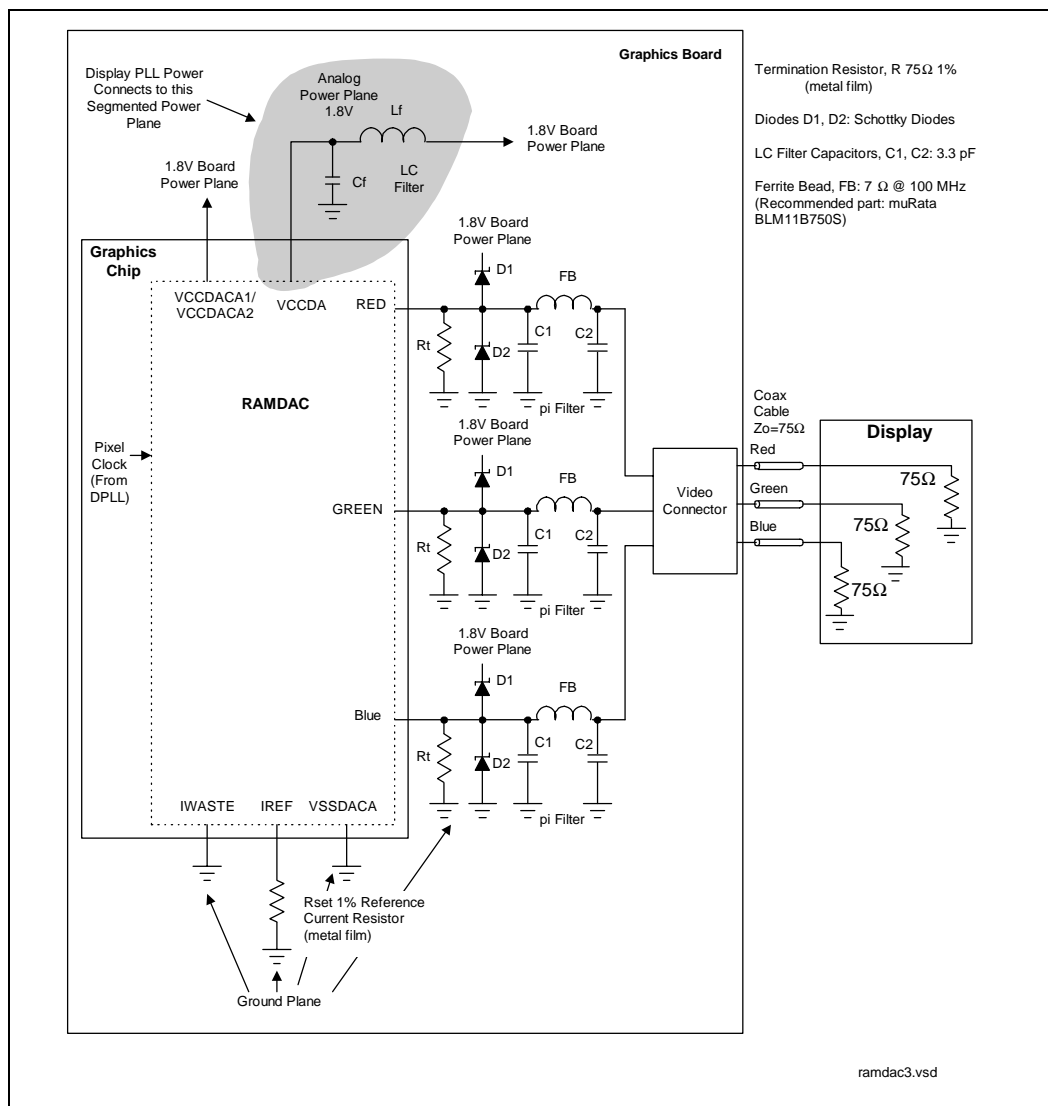 Graphics Board
Display PLL Power
Connects to this
Segmented Power
Plane
Analog
Power Plane
1.8V
Lf
1.8V Board
Power Plane
LC
Filter
Cf
1.8V Board
Power Plane
Termination Resistor, R 75Ω 1%
(metal film)
Diodes D1, D2: Schottky Diodes
LC Filter Capacitors, C1, C2: 3.3 pF
Ferrite Bead, FB: 7 Ω @ 100 MHz
(Recommended part: muRata
BLM11B750S)
Graphics
Chip
VCCDACA1/
VCCDACA2
VCCDA
RED
RAMDAC
Pixel
Clock
(From
DPLL)
GREEN
Blue
IWASTE
IREF
VSSDACA
1.8V Board
Power Plane
D1
FB
Rt
D2
C1
C2
pi Filter
1.8V Board
Power Plane
D1
FB
Rt
D2
C1
C2
pi Filter
1.8V Board
Power Plane
D1
FB
Rt
D2
C1
C2
pi Filter
Video
Connector
Coax
Cable
Zo=75Ω
Red
Green
Blue
Display
75Ω
75Ω
75Ω
Rset 1% Reference
Current Resistor
(metal film)
Ground Plane
ramdac3.vsd